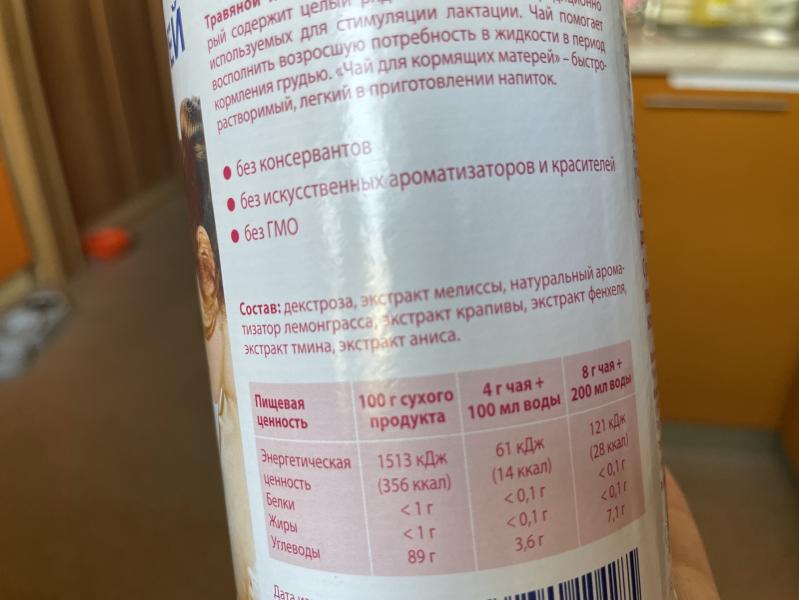 ЕЙ
Травяной
рый содержит целый
используемых для стимуляции лактации. Чай помогает
восполнить возросшую потребность в жидкости в период
кормления грудью. «Чай для кормящих матерей» – быстро-
растворимый, легкий в приготовлении напиток.
• без консервантов
• без искусственных ароматизаторов и красителей
• без ГМО
Состав: декстроза, экстракт мелиссы, натуральный арома-
тизатор лемонграсса, экстракт крапивы, экстракт фенхеля,
экстракт тмина, экстракт аниса.
Пищевая ценность 100 г сухого продукта 4 г чая + 100 мл воды 8 г чая + 200 мл воды
Энергетическая ценность 1513 кДж (356 ккал) 61 кДж (14 ккал) 121 кДж (28 ккал)
Белки < 1 г < 0,1 г < 0,1 г
Жиры < 1 г < 0,1 г < 0,1 г
Углеводы 89 г 3,6 г 7,1 г
Дата